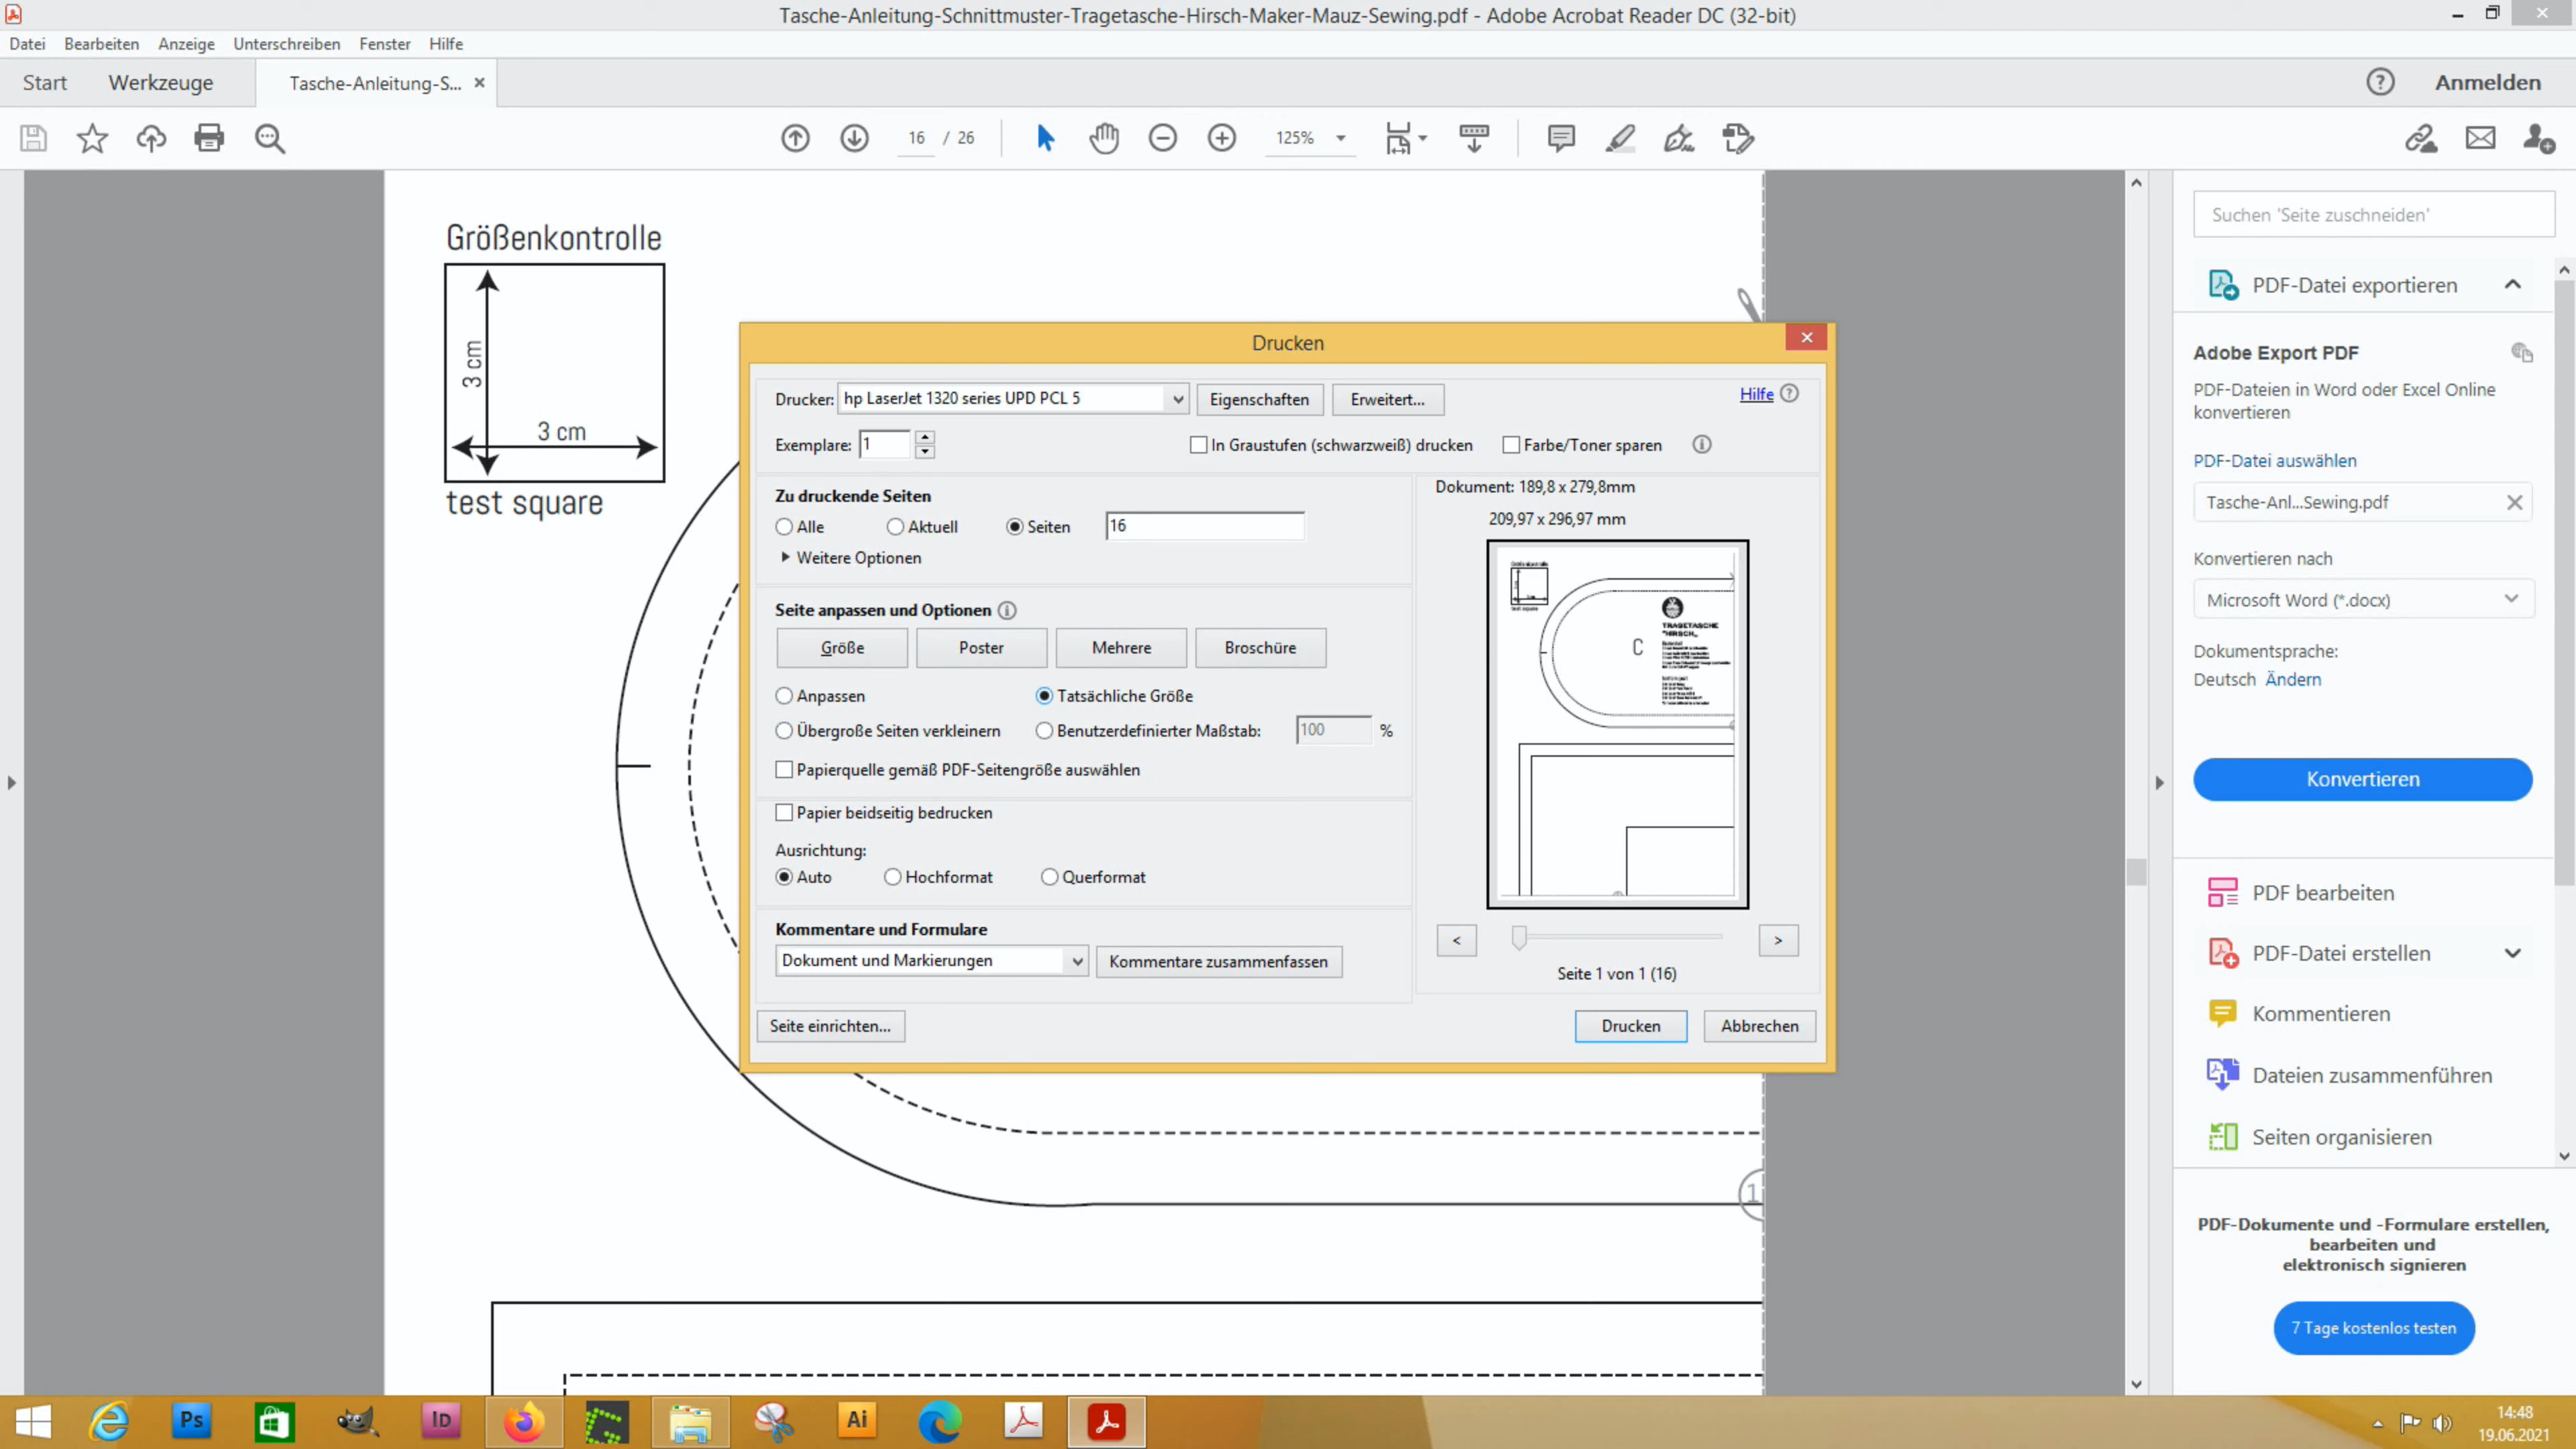 Tasche-Anleitung-Schnittmuster-Tragetasche-Hirsch-Maker-Mauz-Sewing.pdf - Adobe Acrobat Reader DC (32-bit)
Datei Bearbeiten Anzeige Unterschreiben Fenster Hilfe
Start Werkzeuge Tasche-Anleitung-S... × Anmelden
16 / 26 125%
Größenkontrolle
3 cm
3 cm
test square
1
Drucken
Drucker: hp LaserJet 1320 series UPD PCL 5 Eigenschaften Erweitert... Hilfe
Exemplare: 1 In Graustufen (schwarzweiß) drucken Farbe/Toner sparen
Zu druckende Seiten
Alle Aktuell Seiten 16
Weitere Optionen
Seite anpassen und Optionen
Größe Poster Mehrere Broschüre
Anpassen Tatsächliche Größe
Übergroße Seiten verkleinern Benutzerdefinierter Maßstab: 100 %
Papierquelle gemäß PDF-Seitengröße auswählen
Papier beidseitig bedrucken
Ausrichtung:
Auto Hochformat Querformat
Kommentare und Formulare
Dokument und Markierungen Kommentare zusammenfassen
Dokument: 189,8 x 279,8mm
209,97 x 296,97 mm
Größenkontrolle
test square
C
TRAGETASCHE
"HIRSCH„
< >
Seite 1 von 1 (16)
Seite einrichten... Drucken Abbrechen
Suchen 'Seite zuschneiden'
PDF-Datei exportieren
Adobe Export PDF
PDF-Dateien in Word oder Excel Online
konvertieren
PDF-Datei auswählen
Tasche-Anl...Sewing.pdf
Konvertieren nach
Microsoft Word (*.docx)
Dokumentsprache:
Deutsch Ändern
Konvertieren
PDF bearbeiten
PDF-Datei erstellen
Kommentieren
Dateien zusammenführen
Seiten organisieren
PDF-Dokumente und -Formulare erstellen,
bearbeiten und
elektronisch signieren
7 Tage kostenlos testen
Ps
ID
Ai
14:48
19.06.2021